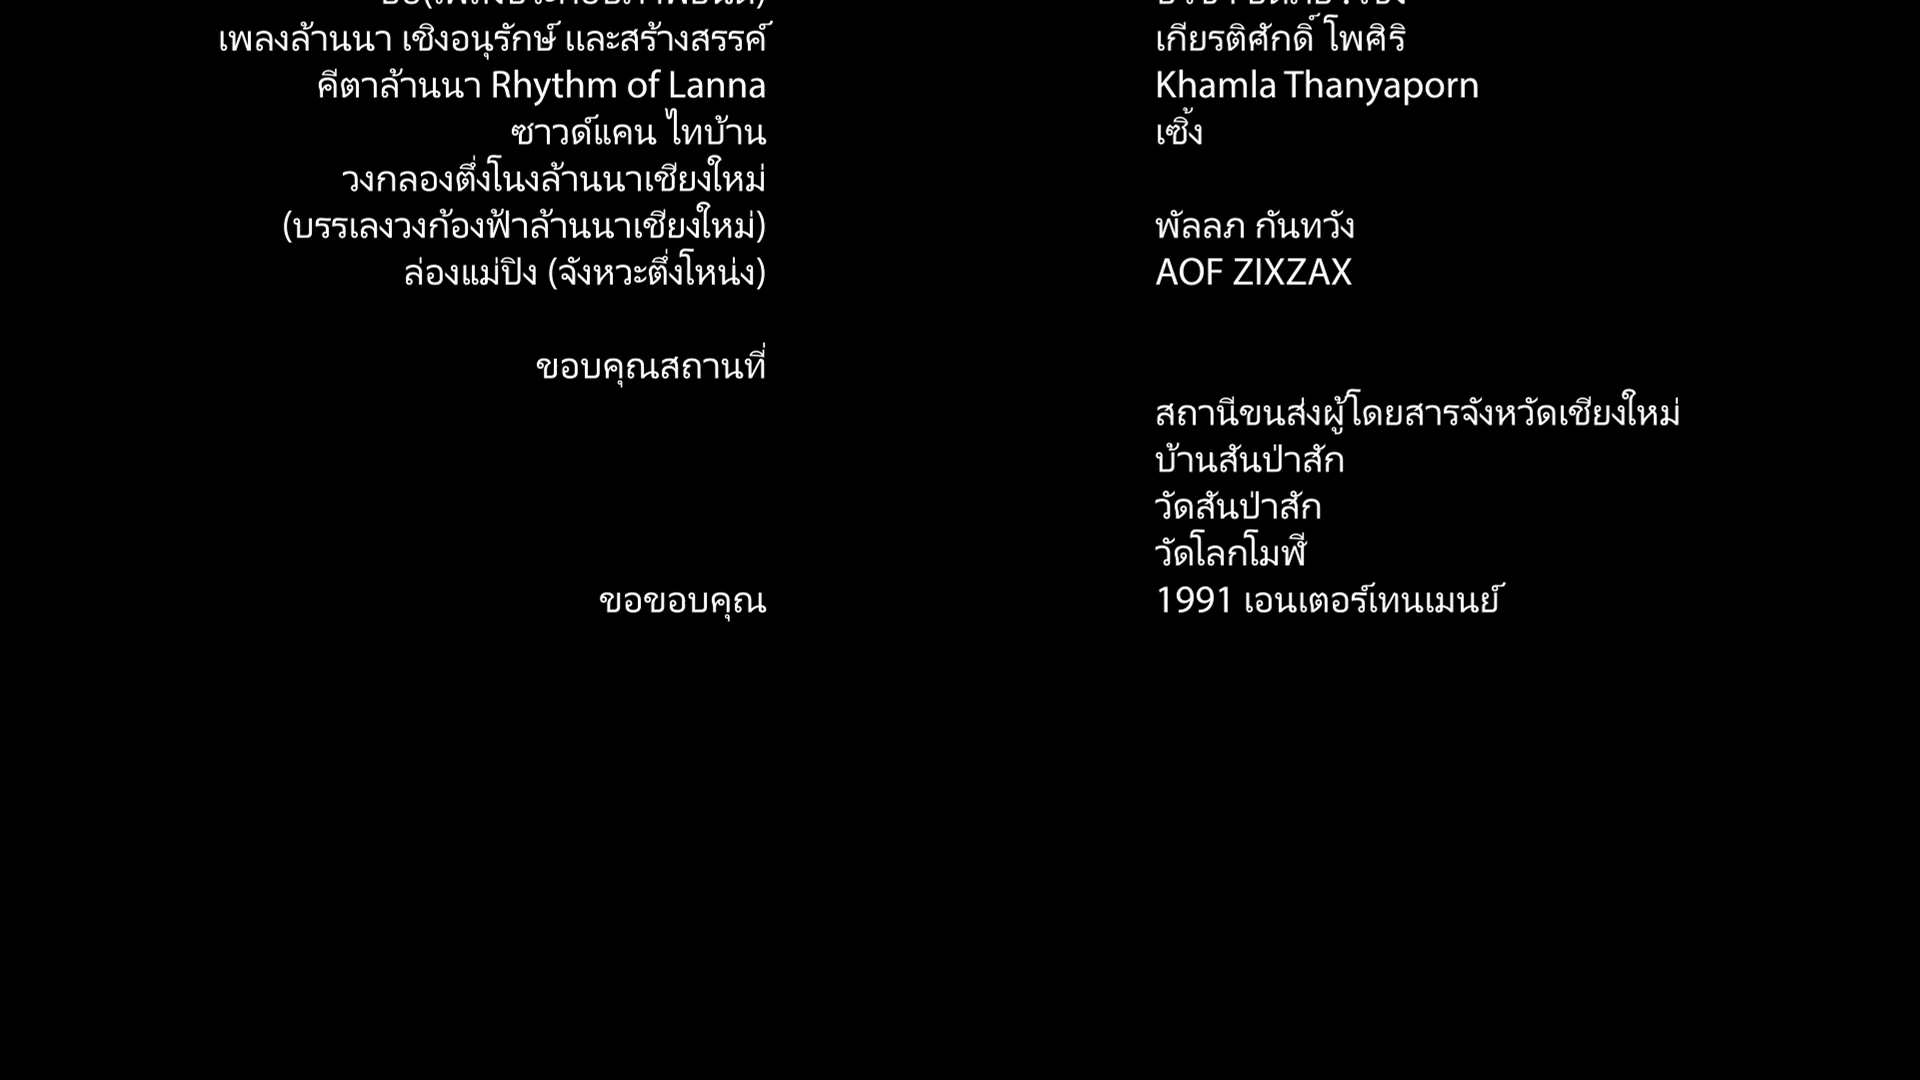 เพลงล้านนา เชิงอนุรักษ์ และสร้างสรรค์ เกียรติศักดิ์ โพศิริ
คีตาล้านนา Rhythm of Lanna Khamla Thanyaporn
ซาวด์แคน ไทบ้าน เซิ้ง
วงกลองตึ่งโนงล้านนาเชียงใหม่
(บรรเลงวงก้องฟ้าล้านนาเชียงใหม่) พัลลภ กันทวัง
ล่องแม่ปิง (จังหวะตึ่งโหน่ง) AOF ZIXZAX
ขอบคุณสถานที่
สถานีขนส่งผู้โดยสารจังหวัดเชียงใหม่
บ้านสันป่าสัก
วัดสันป่าสัก
วัดโลกโมฬี
ขอขอบคุณ 1991 เอนเตอร์เทนเมนย์